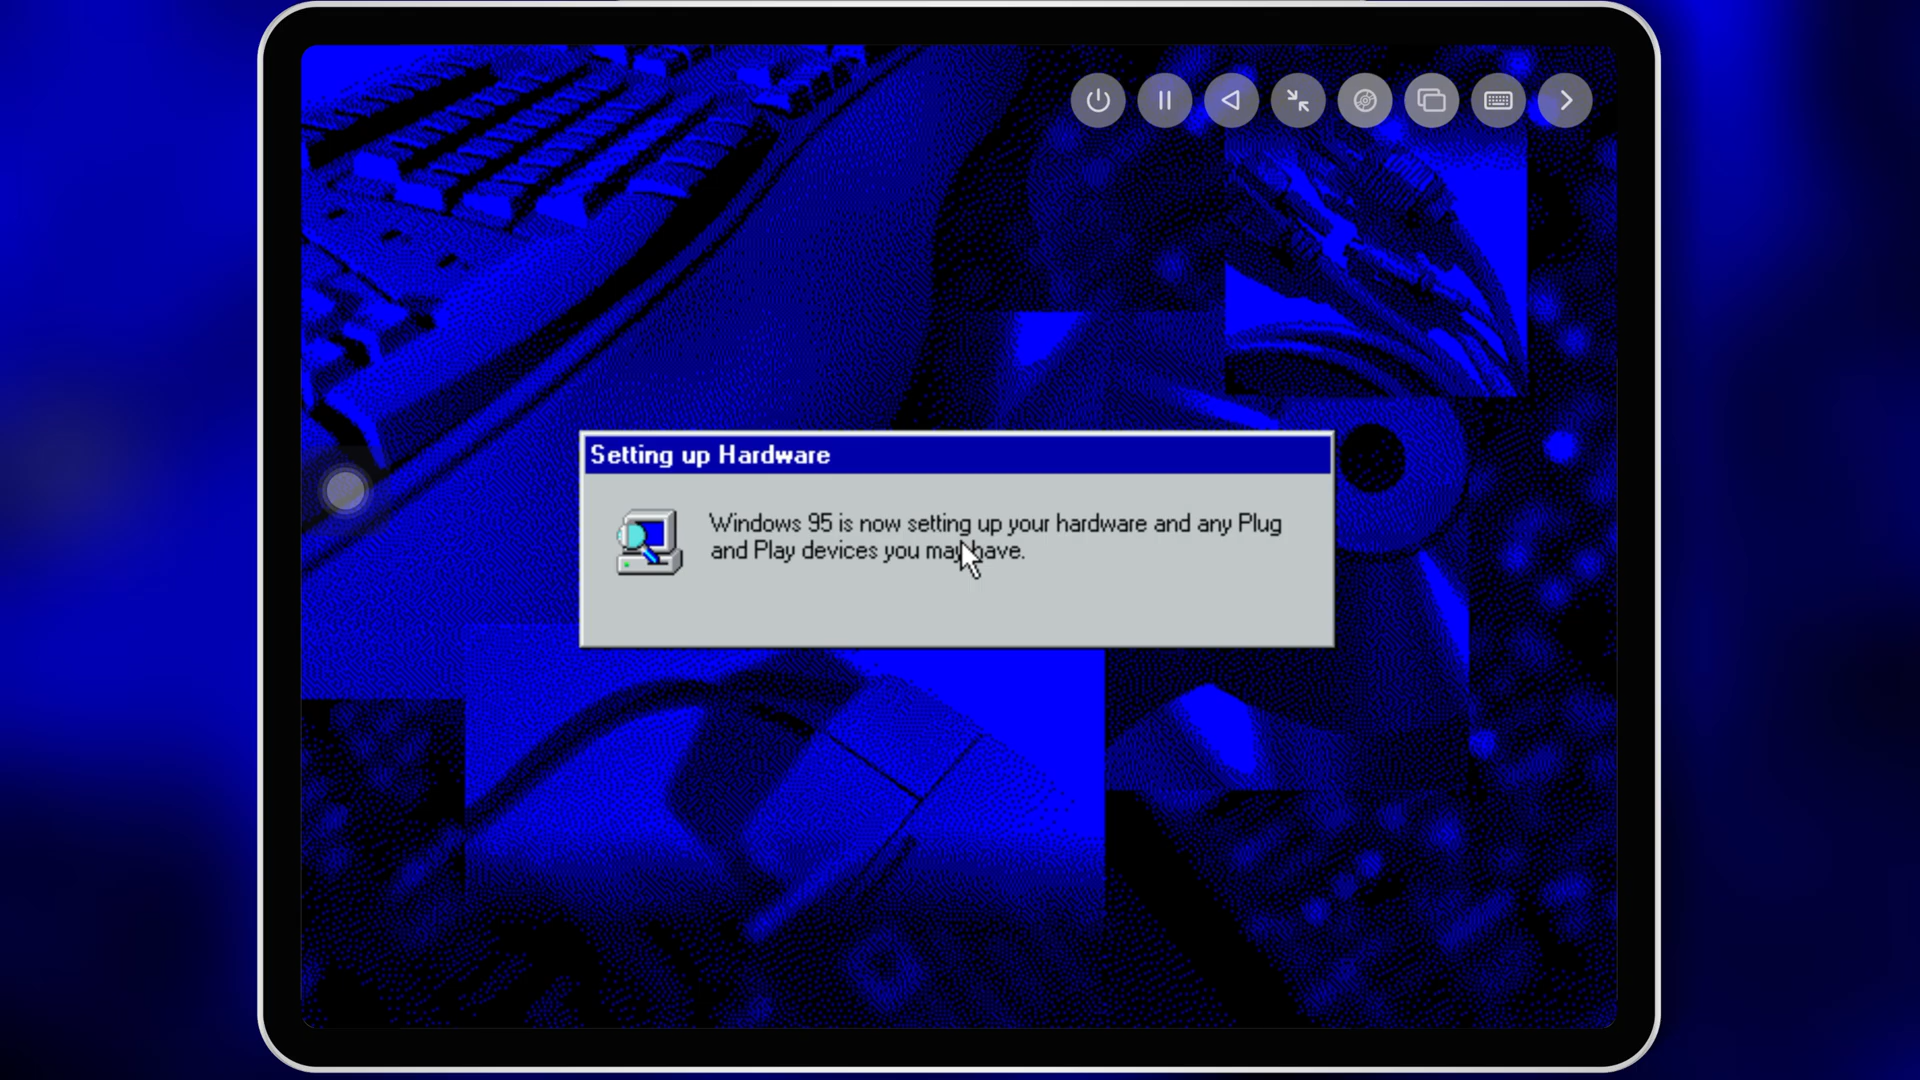 Setting up Hardware
Windows 95 is now setting up your hardware and any Plug
and Play devices you may have.